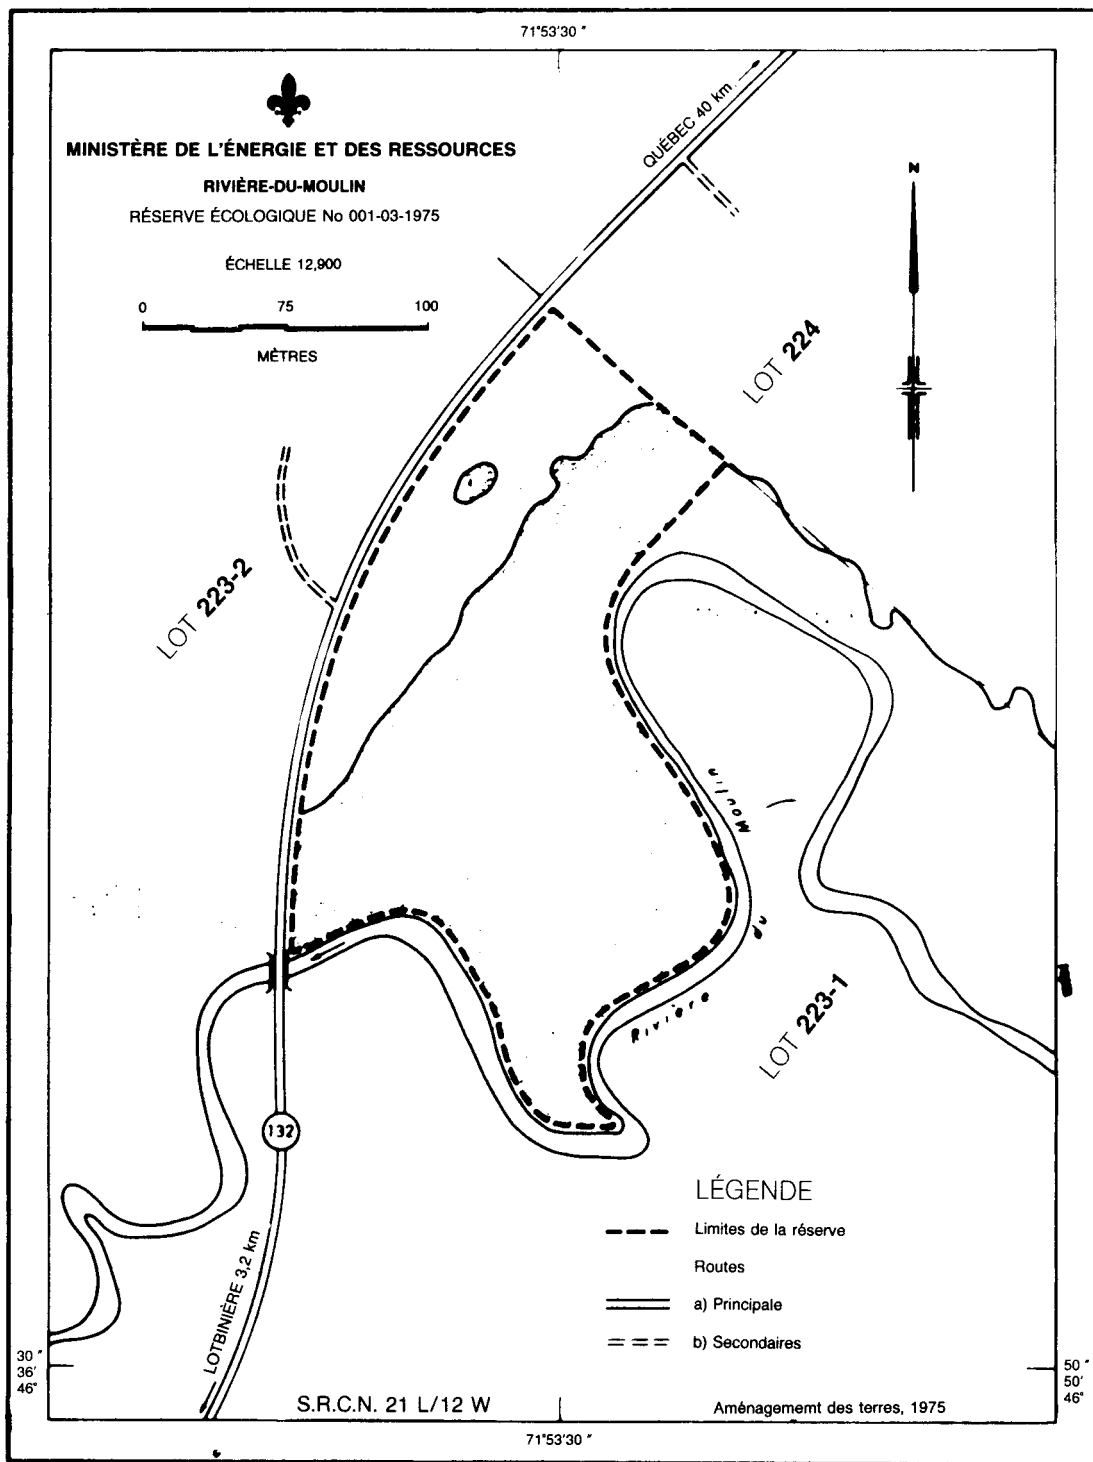 71°53'30 "
MINISTÈRE DE L'ÉNERGIE ET DES RESSOURCES
RIVIÈRE-DU-MOULIN
RÉSERVE ÉCOLOGIQUE No 001-03-1975
ÉCHELLE 12,900
0 75 100
MÈTRES
QUÉBEC 40 km
N
LOT 224
LOT 223-2
Rivière du Moulin
LOT 223-1
132
LOTBINIÈRE 3,2 km
LÉGENDE
Limites de la réserve
Routes
a) Principale
b) Secondaires
30 "
36'
46°
50 "
50'
46°
S.R.C.N. 21 L/12 W
Aménagememt des terres, 1975
71°53'30 "